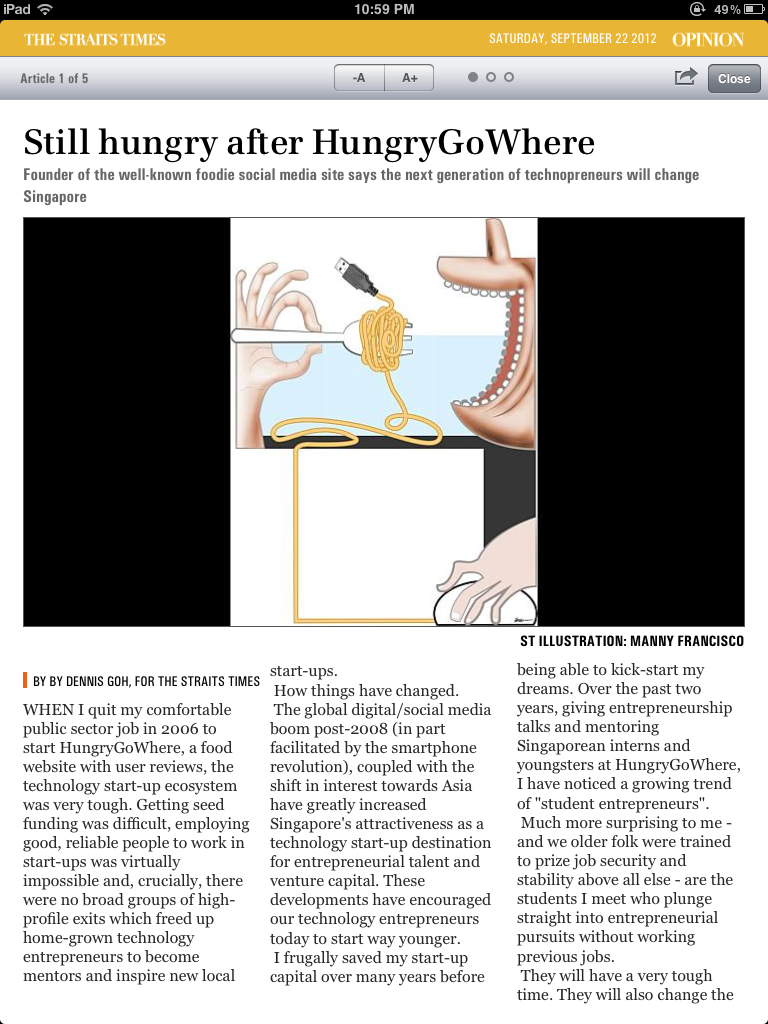 iPad
10:59 PM
49%
THE STRAITS TIMES
SATURDAY, SEPTEMBER 22 2012
OPINION
Article 1 of 5
-A
A+
Close
Still hungry after HungryGoWhere
Founder of the well-known foodie social media site says the next generation of technopreneurs will change
Singapore
ST ILLUSTRATION: MANNY FRANCISCO
BY BY DENNIS GOH, FOR THE STRAITS TIMES
WHEN I quit my comfortable
public sector job in 2006 to
start HungryGoWhere, a food
website with user reviews, the
technology start-up ecosystem
was very tough. Getting seed
funding was difficult, employing
good, reliable people to work in
start-ups was virtually
impossible and, crucially, there
were no broad groups of high-
profile exits which freed up
home-grown technology
entrepreneurs to become
mentors and inspire new local
start-ups.
How things have changed.
The global digital/social media
boom post-2008 (in part
facilitated by the smartphone
revolution), coupled with the
shift in interest towards Asia
have greatly increased
Singapore's attractiveness as a
technology start-up destination
for entrepreneurial talent and
venture capital. These
developments have encouraged
our technology entrepreneurs
today to start way younger.
I frugally saved my start-up
capital over many years before
being able to kick-start my
dreams. Over the past two
years, giving entrepreneurship
talks and mentoring
Singaporean interns and
youngsters at HungryGoWhere,
I have noticed a growing trend
of "student entrepreneurs".
Much more surprising to me -
and we older folk were trained
to prize job security and
stability above all else - are the
students I meet who plunge
straight into entrepreneurial
pursuits without working
previous jobs.
They will have a very tough
time. They will also change the